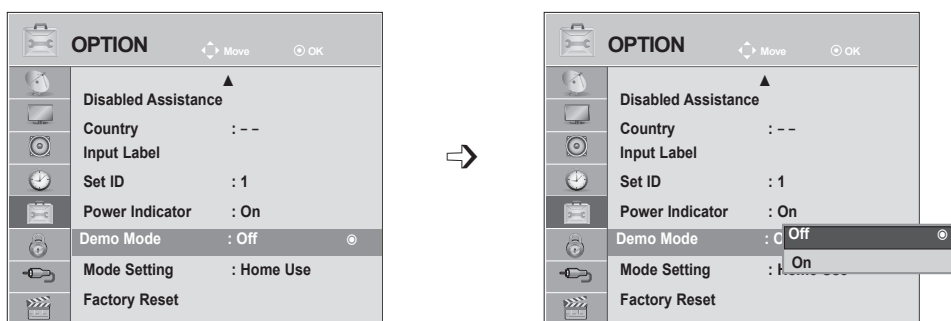 OPTION Move OK
Disabled Assistance
Country : – –
Input Label
Set ID : 1
Power Indicator : On
Demo Mode : Off
Mode Setting : Home Use
Factory Reset
OPTION Move OK
Disabled Assistance
Country : – –
Input Label
Set ID : 1
Power Indicator : On
Demo Mode
Off
On
Mode Setting
Factory Reset